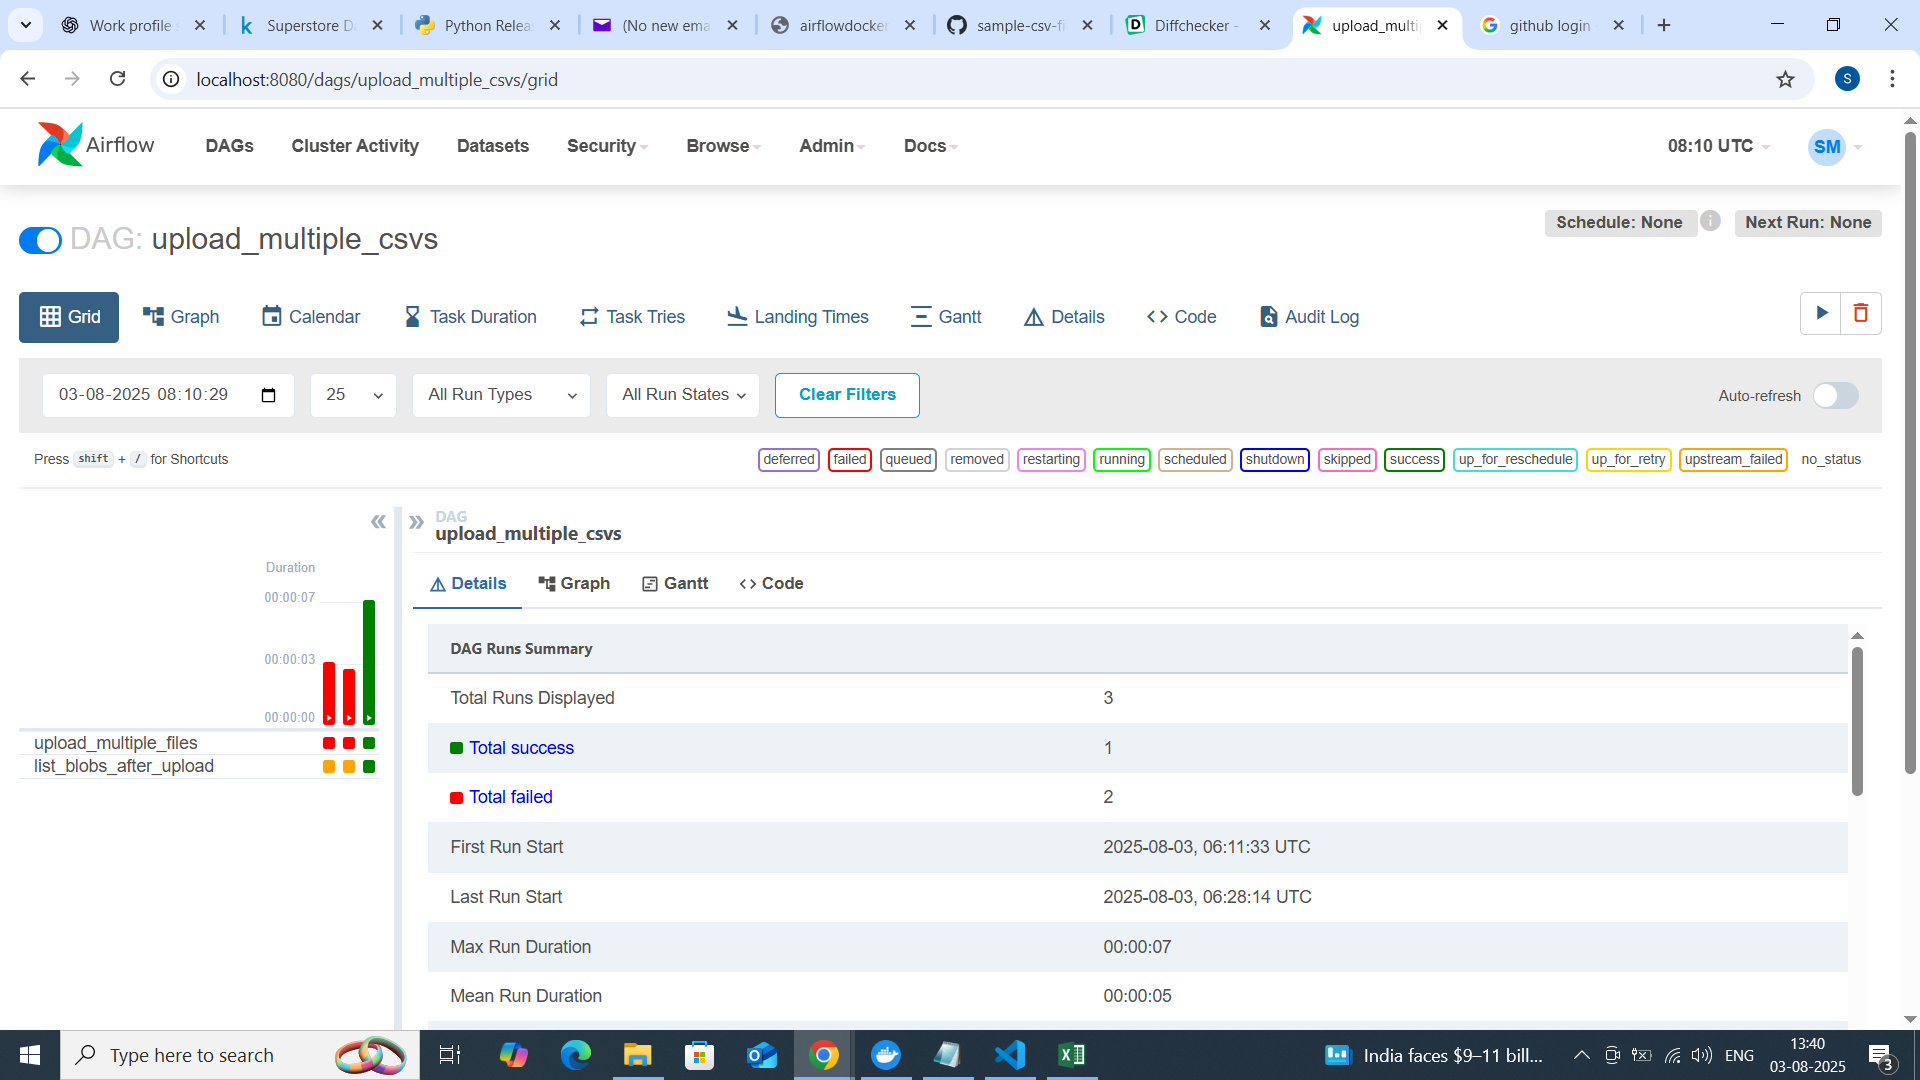 Work profile
Superstore D
Python Relea
(No new ema
airflowdocker
sample-csv-fi
Diffchecker -
upload_multi
github login
localhost:8080/dags/upload_multiple_csvs/grid
S
Airflow
DAGs
Cluster Activity
Datasets
Security
Browse
Admin
Docs
08:10 UTC
SM
DAG: upload_multiple_csvs
Schedule: None
Next Run: None
Grid
Graph
Calendar
Task Duration
Task Tries
Landing Times
Gantt
Details
<> Code
Audit Log
03-08-2025 08:10:29
25
All Run Types
All Run States
Clear Filters
Auto-refresh
Press shift + / for Shortcuts
deferred
failed
queued
removed
restarting
running
scheduled
shutdown
skipped
success
up_for_reschedule
up_for_retry
upstream_failed
no_status
DAG
upload_multiple_csvs
Details
Graph
Gantt
<> Code
Duration
00:00:07
00:00:03
00:00:00
upload_multiple_files
list_blobs_after_upload
DAG Runs Summary
Total Runs Displayed 3
Total success 1
Total failed 2
First Run Start 2025-08-03, 06:11:33 UTC
Last Run Start 2025-08-03, 06:28:14 UTC
Max Run Duration 00:00:07
Mean Run Duration 00:00:05
Type here to search
India faces $9–11 bill...
ENG
13:40
03-08-2025
3